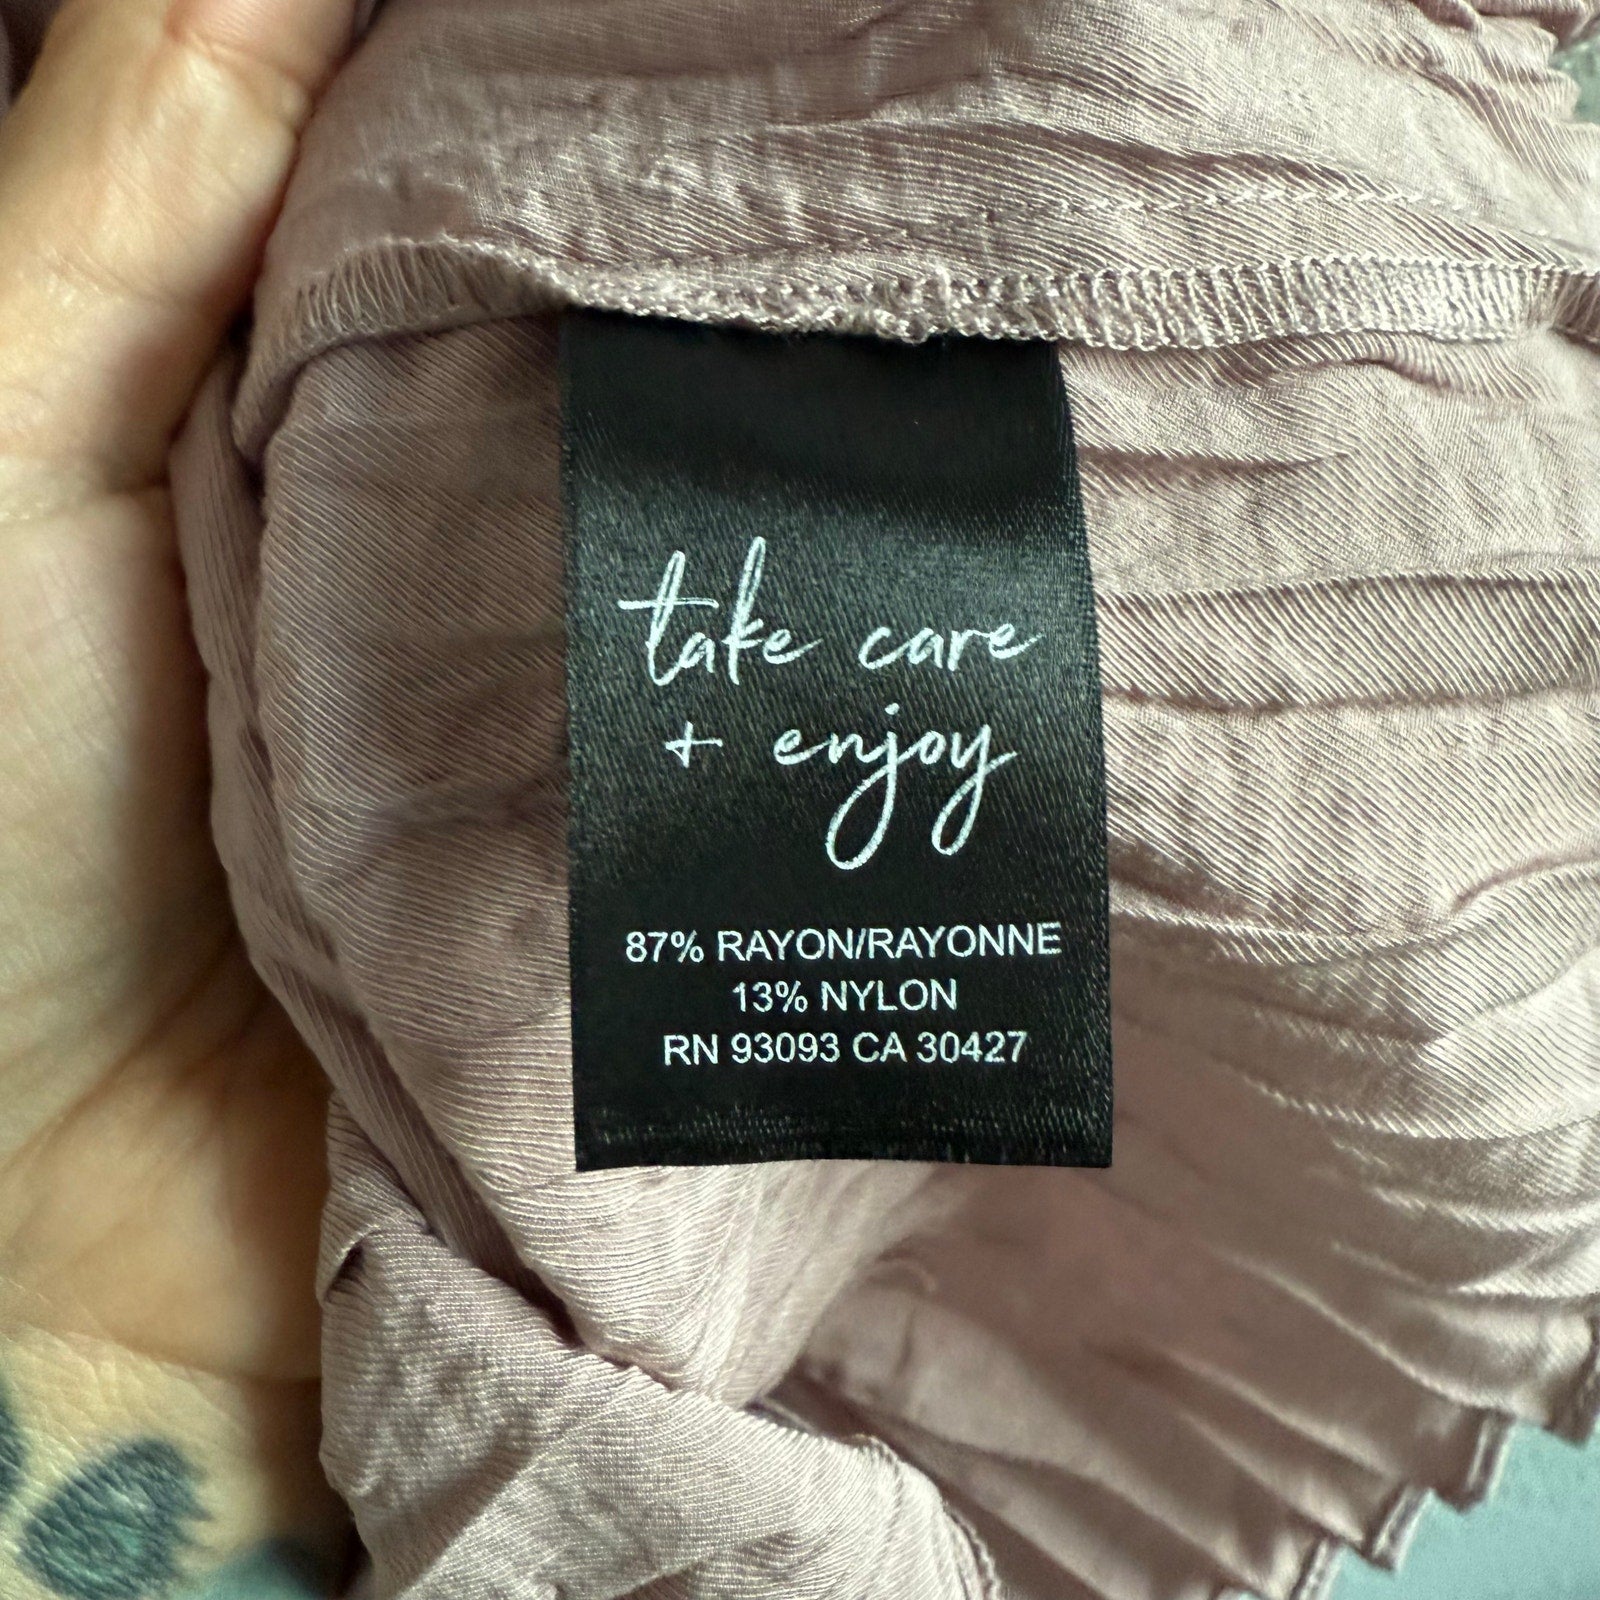 take care
+ enjoy
87% RAYON/RAYONNE
13% NYLON
RN 93093 CA 30427